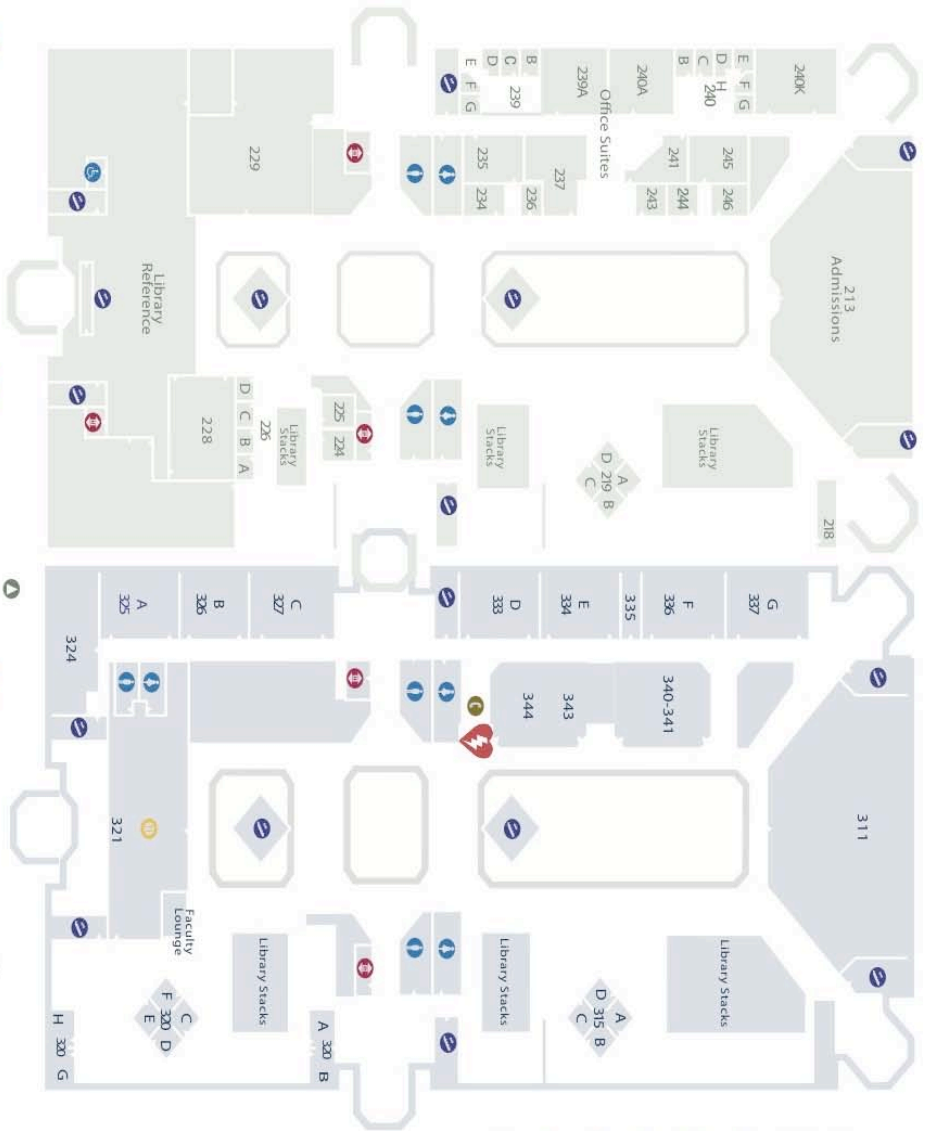 240K
E
D
C
B
F
G
H
240
240A
239A
Office Suites
B
C
D
E
F
G
239
245
241
246
244
243
237
235
236
234
229
213
Admissions
Library
Reference
218
Library
Stacks
A
B
C
D
219
Library
Stacks
225
224
Library
Stacks
226
A
B
C
D
228
G
337
F
336
335
E
334
D
333
C
327
B
326
A
325
324
340-341
343
344
311
321
Faculty
Lounge
Library Stacks
A
B
C
D
315
Library Stacks
Library Stacks
A
320
B
C
D
E
F
320
H
320
G